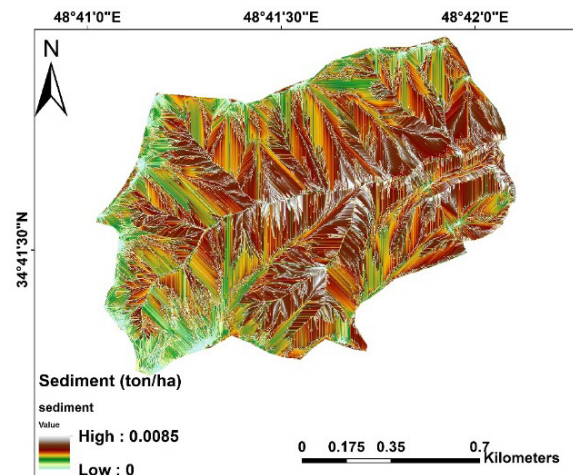 48°41'0"E 48°41'30"E 48°42'0"E
N
34°41'30"N
Sediment (ton/ha)
sediment
Value
High : 0.0085
Low : 0
0 0.175 0.35 0.7
Kilometers